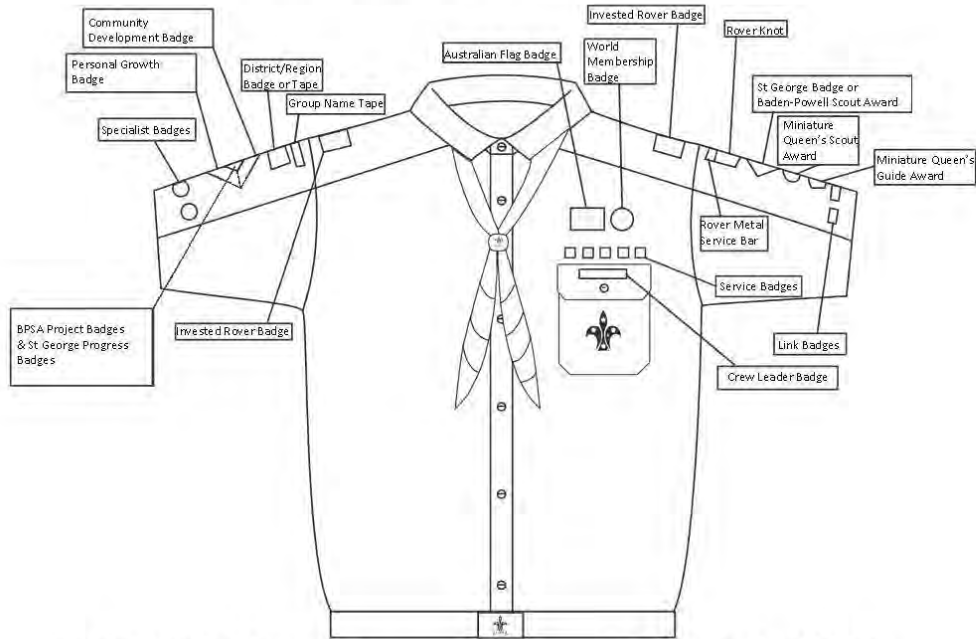 Community
Development Badge
Personal Growth
Badge
Specialist Badges
District/Region
Badge or Tape
Group Name Tape
Australian Flag Badge
World
Membership
Badge
Invested Rover Badge
Rover Knot
St George Badge or
Baden-Powell Scout Award
Miniature
Queen's Scout
Award
Miniature Queen's
Guide Award
Rover Metal
Service Bar
Service Badges
Link Badges
Crew Leader Badge
Invested Rover Badge
BPSA Project Badges
& St George Progress
Badges